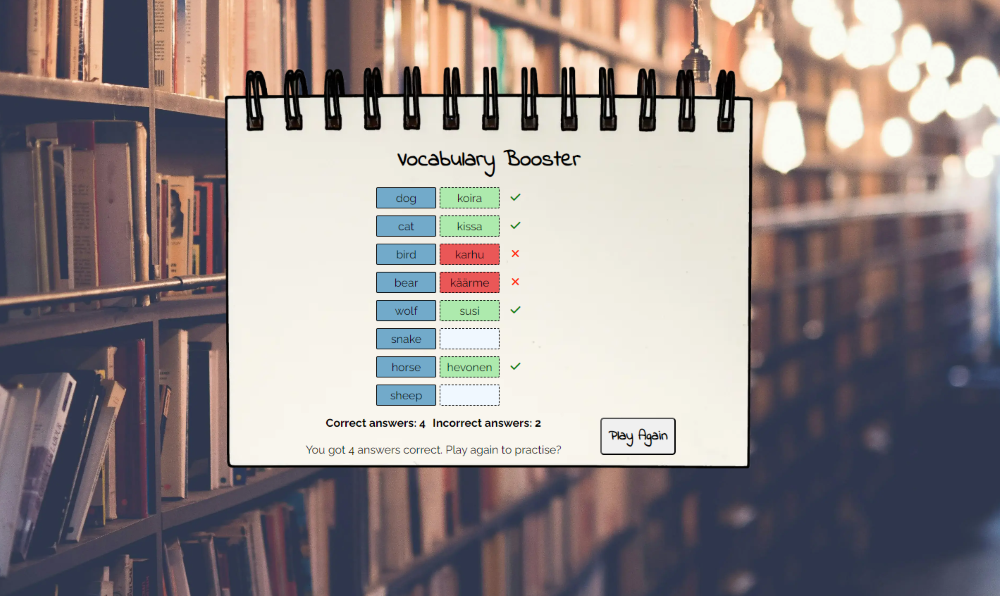 Vocabulary Booster
dog koira
cat kissa
bird karhu
bear käärme
wolf susi
snake
horse hevonen
sheep
Correct answers: 4 Incorrect answers: 2
You got 4 answers correct. Play again to practise?
Play Again